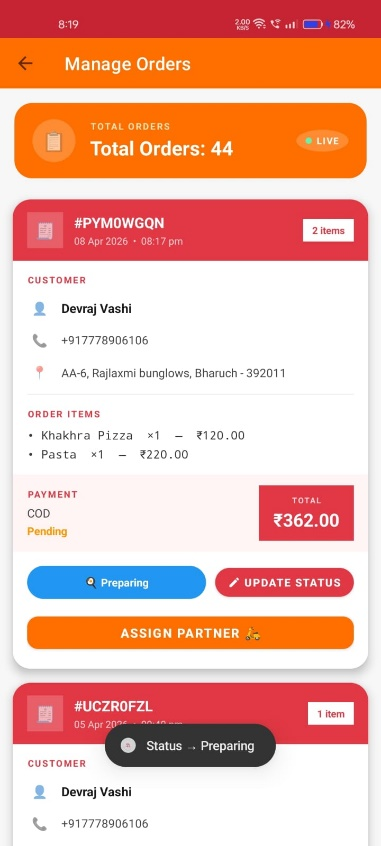 8:19
2.00
KB/S
82%
Manage Orders
TOTAL ORDERS
Total Orders: 44
LIVE
#PYM0WGQN
08 Apr 2026 • 08:17 pm
2 items
CUSTOMER
Devraj Vashi
+917778906106
AA-6, Rajlaxmi bunglows, Bharuch - 392011
ORDER ITEMS
• Khakhra Pizza ×1 — ₹120.00
• Pasta ×1 — ₹220.00
PAYMENT
COD
Pending
TOTAL
₹362.00
Preparing
UPDATE STATUS
ASSIGN PARTNER
#UCZR0FZL
05 Apr 2026
1 item
Status → Preparing
CUSTOMER
Devraj Vashi
+917778906106